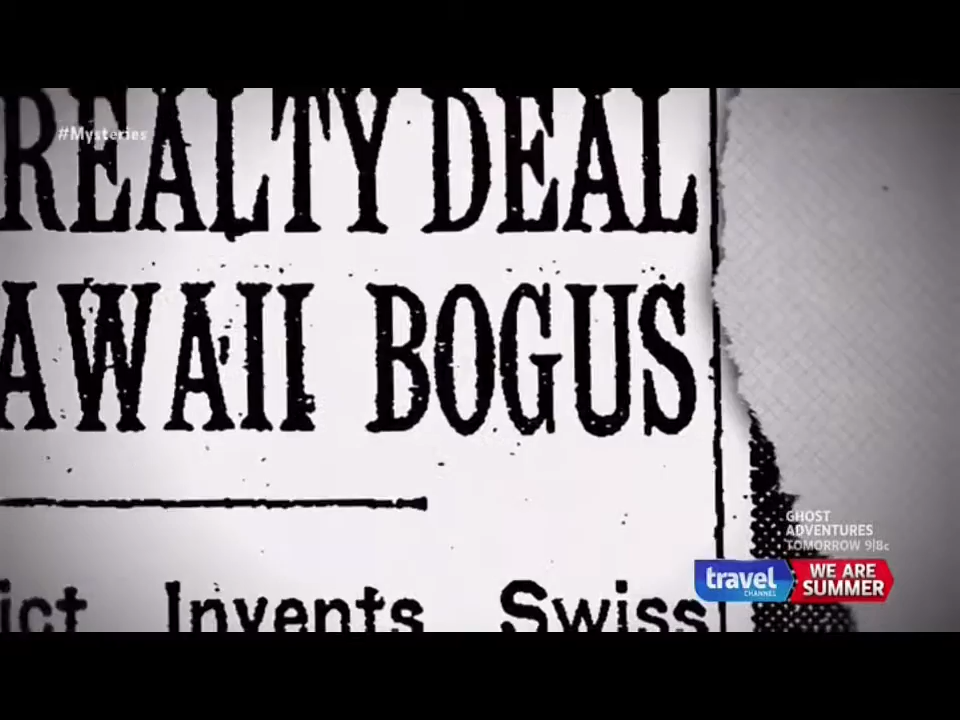 REALTY DEAL
#Mysteries
AWAII BOGUS
ict Invents Swiss
GHOST
ADVENTURES
TOMORROW 9|8c
travel
CHANNEL
WE ARE
SUMMER